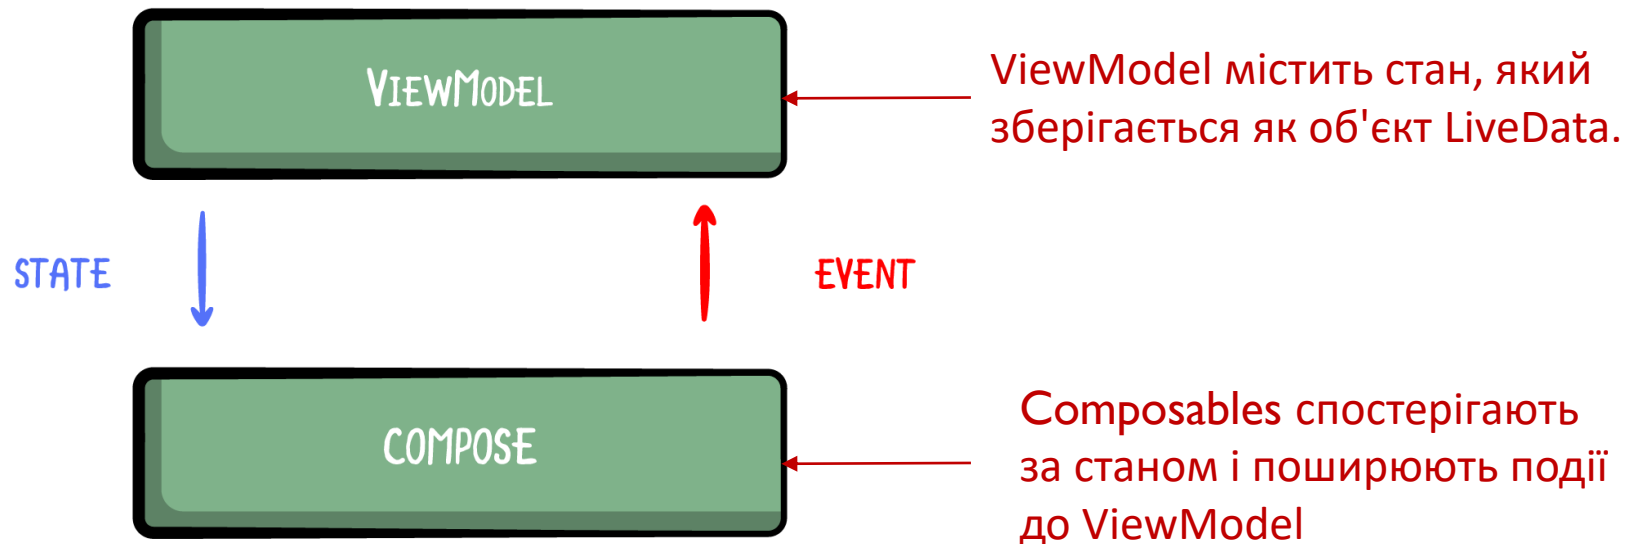 VIEWMODEL
ViewModel містить стан, який
зберігається як об'єкт LiveData.
STATE
EVENT
COMPOSE
Composables спостерігають
за станом і поширюють події
до ViewModel